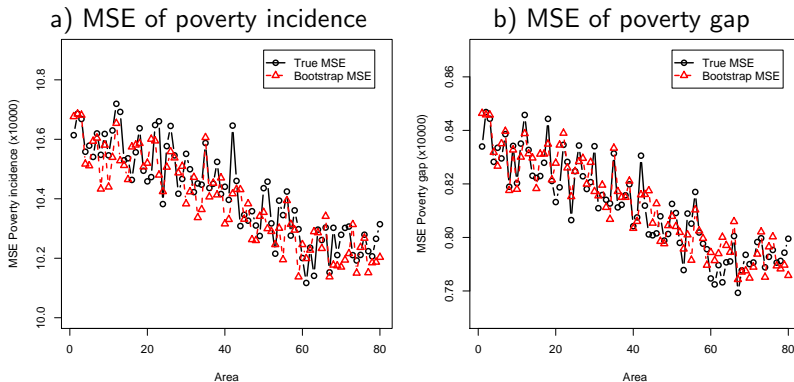 a) MSE of poverty incidence
MSE Poverty incidence (x10000)
10.0 10.2 10.4 10.6 10.8
True MSE
Bootstrap MSE
0 20 40 60 80
Area
b) MSE of poverty gap
MSE Poverty gap (x10000)
0.78 0.80 0.82 0.84 0.86
True MSE
Bootstrap MSE
0 20 40 60 80
Area